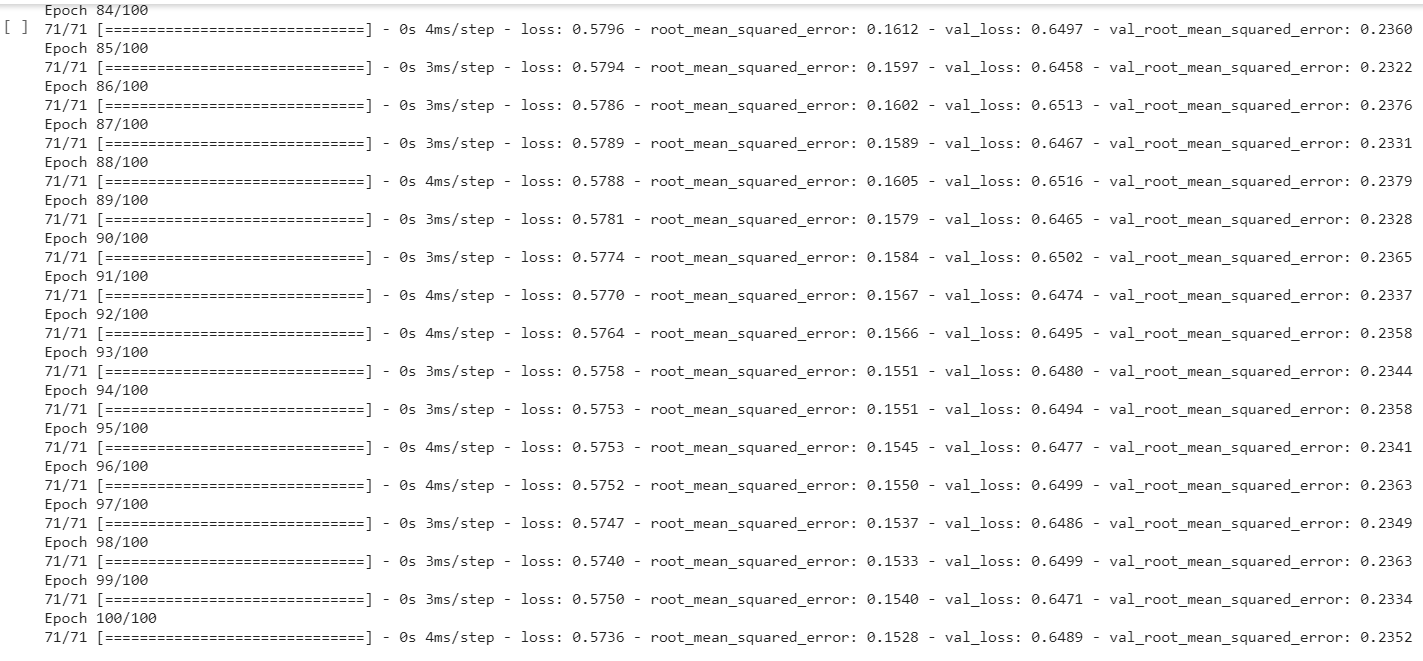 Epoch 84/100
[ ] 71/71 [==============================] - 0s 4ms/step - loss: 0.5796 - root_mean_squared_error: 0.1612 - val_loss: 0.6497 - val_root_mean_squared_error: 0.2360
Epoch 85/100
71/71 [==============================] - 0s 3ms/step - loss: 0.5794 - root_mean_squared_error: 0.1597 - val_loss: 0.6458 - val_root_mean_squared_error: 0.2322
Epoch 86/100
71/71 [==============================] - 0s 3ms/step - loss: 0.5786 - root_mean_squared_error: 0.1602 - val_loss: 0.6513 - val_root_mean_squared_error: 0.2376
Epoch 87/100
71/71 [==============================] - 0s 3ms/step - loss: 0.5789 - root_mean_squared_error: 0.1589 - val_loss: 0.6467 - val_root_mean_squared_error: 0.2331
Epoch 88/100
71/71 [==============================] - 0s 4ms/step - loss: 0.5788 - root_mean_squared_error: 0.1605 - val_loss: 0.6516 - val_root_mean_squared_error: 0.2379
Epoch 89/100
71/71 [==============================] - 0s 3ms/step - loss: 0.5781 - root_mean_squared_error: 0.1579 - val_loss: 0.6465 - val_root_mean_squared_error: 0.2328
Epoch 90/100
71/71 [==============================] - 0s 3ms/step - loss: 0.5774 - root_mean_squared_error: 0.1584 - val_loss: 0.6502 - val_root_mean_squared_error: 0.2365
Epoch 91/100
71/71 [==============================] - 0s 4ms/step - loss: 0.5770 - root_mean_squared_error: 0.1567 - val_loss: 0.6474 - val_root_mean_squared_error: 0.2337
Epoch 92/100
71/71 [==============================] - 0s 4ms/step - loss: 0.5764 - root_mean_squared_error: 0.1566 - val_loss: 0.6495 - val_root_mean_squared_error: 0.2358
Epoch 93/100
71/71 [==============================] - 0s 3ms/step - loss: 0.5758 - root_mean_squared_error: 0.1551 - val_loss: 0.6480 - val_root_mean_squared_error: 0.2344
Epoch 94/100
71/71 [==============================] - 0s 3ms/step - loss: 0.5753 - root_mean_squared_error: 0.1551 - val_loss: 0.6494 - val_root_mean_squared_error: 0.2358
Epoch 95/100
71/71 [==============================] - 0s 4ms/step - loss: 0.5753 - root_mean_squared_error: 0.1545 - val_loss: 0.6477 - val_root_mean_squared_error: 0.2341
Epoch 96/100
71/71 [==============================] - 0s 4ms/step - loss: 0.5752 - root_mean_squared_error: 0.1550 - val_loss: 0.6499 - val_root_mean_squared_error: 0.2363
Epoch 97/100
71/71 [==============================] - 0s 3ms/step - loss: 0.5747 - root_mean_squared_error: 0.1537 - val_loss: 0.6486 - val_root_mean_squared_error: 0.2349
Epoch 98/100
71/71 [==============================] - 0s 3ms/step - loss: 0.5740 - root_mean_squared_error: 0.1533 - val_loss: 0.6499 - val_root_mean_squared_error: 0.2363
Epoch 99/100
71/71 [==============================] - 0s 3ms/step - loss: 0.5750 - root_mean_squared_error: 0.1540 - val_loss: 0.6471 - val_root_mean_squared_error: 0.2334
Epoch 100/100
71/71 [==============================] - 0s 4ms/step - loss: 0.5736 - root_mean_squared_error: 0.1528 - val_loss: 0.6489 - val_root_mean_squared_error: 0.2352